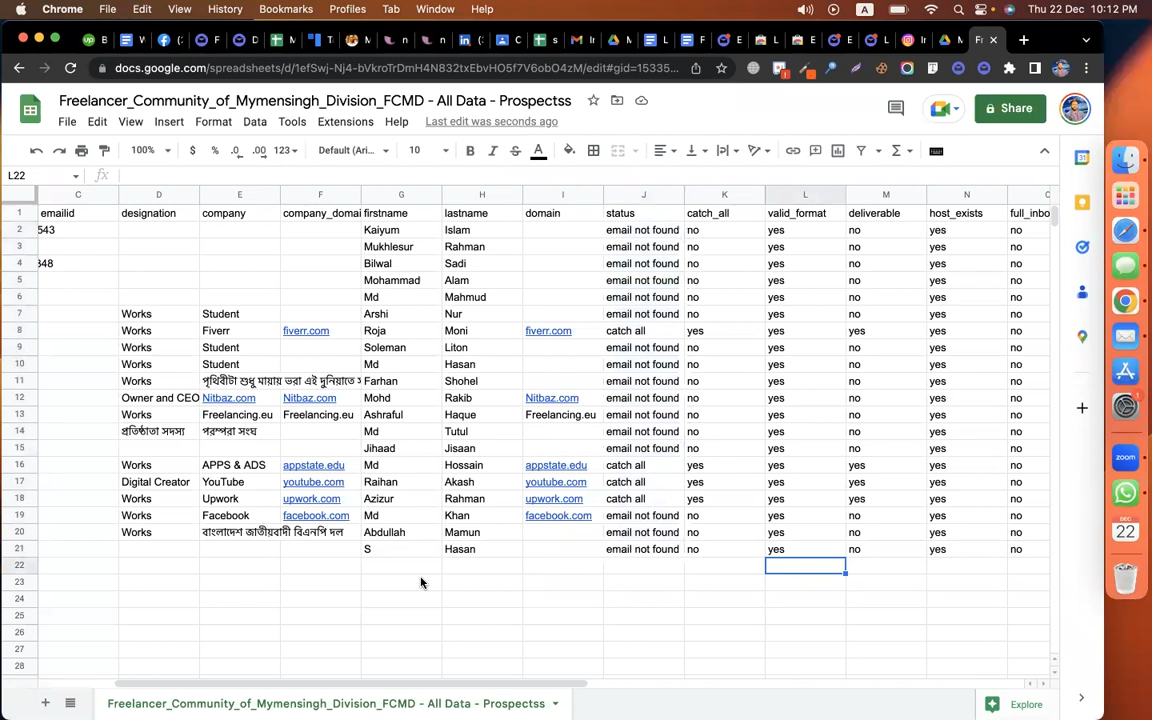 Chrome File Edit View History Bookmarks Profiles Tab Window Help A Thu 22 Dec 10:12 PM
docs.google.com/spreadsheets/d/1efSwj-Nj4-bVkroTrDmH4N832txEbvHO5f7V6obO4zM/edit#gid=15335...
Freelancer_Community_of_Mymensingh_Division_FCMD - All Data - Prospectss
Share
File Edit View Insert Format Data Tools Extensions Help Last edit was seconds ago
100% $ % .0 .00 123 Default (Ari... 10 B I S A
L22 fx
C D E F G H I J K L M N
1 emailid designation company company_domai firstname lastname domain status catch_all valid_format deliverable host_exists full_inbo
2 543 Kaiyum Islam email not found no yes no yes no
3 Mukhlesur Rahman email not found no yes no yes no
4 348 Bilwal Sadi email not found no yes no yes no
5 Mohammad Alam email not found no yes no yes no
6 Md Mahmud email not found no yes no yes no
7 Works Student Arshi Nur email not found no yes no yes no
8 Works Fiverr fiverr.com Roja Moni fiverr.com catch all yes yes yes yes no
9 Works Student Soleman Liton email not found no yes no yes no
10 Works Student Md Hasan email not found no yes no yes no
11 Works পৃথিবীটা শুধু মায়ায় ভরা এই দুনিয়াতে Farhan Shohel email not found no yes no yes no
12 Owner and CEO Nitbaz.com Nitbaz.com Mohd Rakib Nitbaz.com email not found no yes no yes no
13 Works Freelancing.eu Freelancing.eu Ashraful Haque Freelancing.eu email not found no yes no yes no
14 প্রতিষ্ঠাতা সদস্য পরম্পরা সংঘ Md Tutul email not found no yes no yes no
15 Jihaad Jisaan email not found no yes no yes no
16 Works APPS & ADS appstate.edu Md Hossain appstate.edu catch all yes yes yes yes no
17 Digital Creator YouTube youtube.com Raihan Akash youtube.com catch all yes yes yes yes no
18 Works Upwork upwork.com Azizur Rahman upwork.com catch all yes yes yes yes no
19 Works Facebook facebook.com Md Khan facebook.com email not found no yes no yes no
20 Works বাংলাদেশ জাতীয়বাদী বিএনপি দল Abdullah Mamun email not found no yes no yes no
21 S Hasan email not found no yes no yes no
22
23
24
25
26
27
28
Freelancer_Community_of_Mymensingh_Division_FCMD - All Data - Prospectss
Explore
zoom
DEC
22